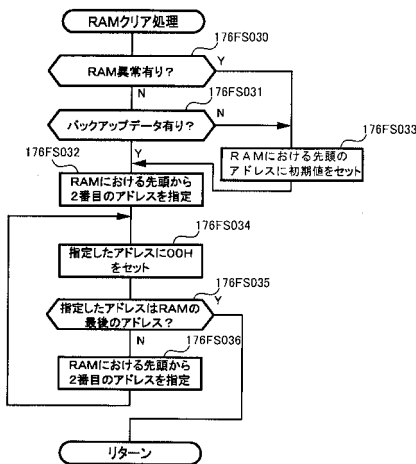 RAMクリア処理
176FS030
RAM異常有り?
Y
N
176FS031
バックアップデータ有り?
N
Y
176FS033
RAMにおける先頭の
アドレスに初期値をセット
176FS032
RAMにおける先頭から
2番目のアドレスを指定
176FS034
指定したアドレスに00H
をセット
176FS035
指定したアドレスはRAMの
最後のアドレス?
Y
N
176FS036
RAMにおける先頭から
2番目のアドレスを指定
リターン